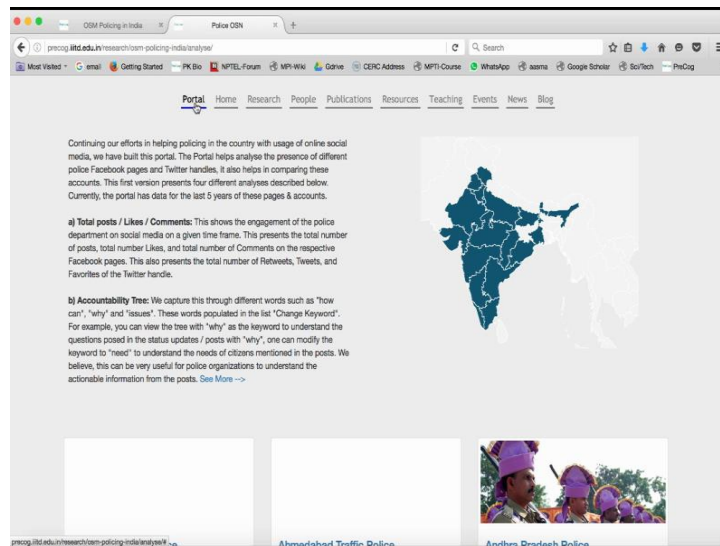 OSM Policing in India
Police OSN
precog.iiitd.edu.in/research/osm-policing-india/analyse/
Search
Most Visited
email
Getting Started
PK Bio
NPTEL-Forum
MPI-Wiki
Gdrive
CERC Address
MPTI-Course
WhatsApp
aasma
Google Scholar
Sci/Tech
PreCog
Portal Home Research People Publications Resources Teaching Events News Blog
Continuing our efforts in helping policing in the country with usage of online social
media, we have built this portal. The Portal helps analyse the presence of different
police Facebook pages and Twitter handles, it also helps in comparing these
accounts. This first version presents four different analyses described below.
Currently, the portal has data for the last 5 years of these pages & accounts.
a) Total posts / Likes / Comments: This shows the engagement of the police
department on social media on a given time frame. This presents the total number
of posts, total number Likes, and total number of Comments on the respective
Facebook pages. This also presents the total number of Retweets, Tweets, and
Favorites of the Twitter handle.
b) Accountability Tree: We capture this through different words such as "how
can", "why" and "issues". These words populated in the list "Change Keyword".
For example, you can view the tree with "why" as the keyword to understand the
questions posed in the status updates / posts with "why", one can modify the
keyword to "need" to understand the needs of citizens mentioned in the posts. We
believe, this can be very useful for police organizations to understand the
actionable information from the posts. See More -->
Ahmedabad Traffic Police
Andhra Pradesh Police
precog.iiitd.edu.in/research/osm-policing-india/analyse/#